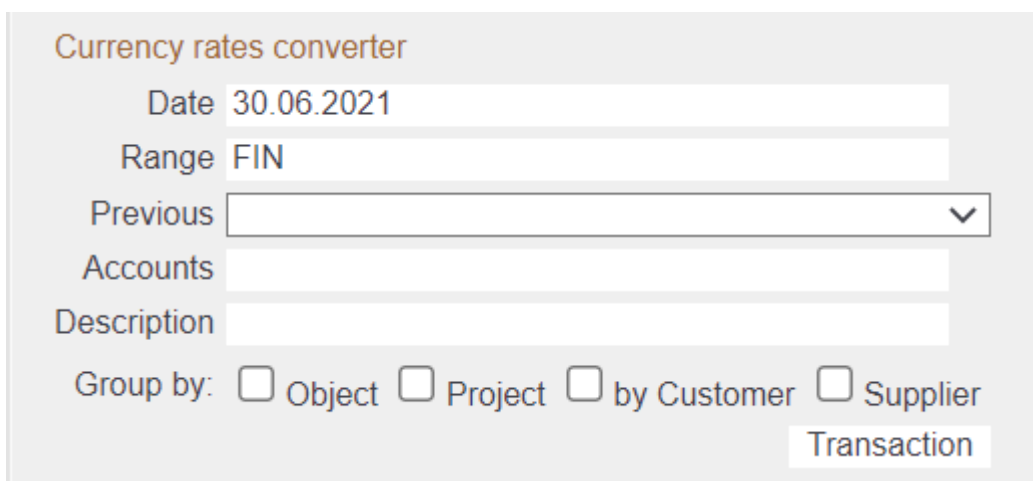 Currency rates converter
Date 30.06.2021
Range FIN
Previous
Accounts
Description
Group by: Object Project by Customer Supplier
Transaction